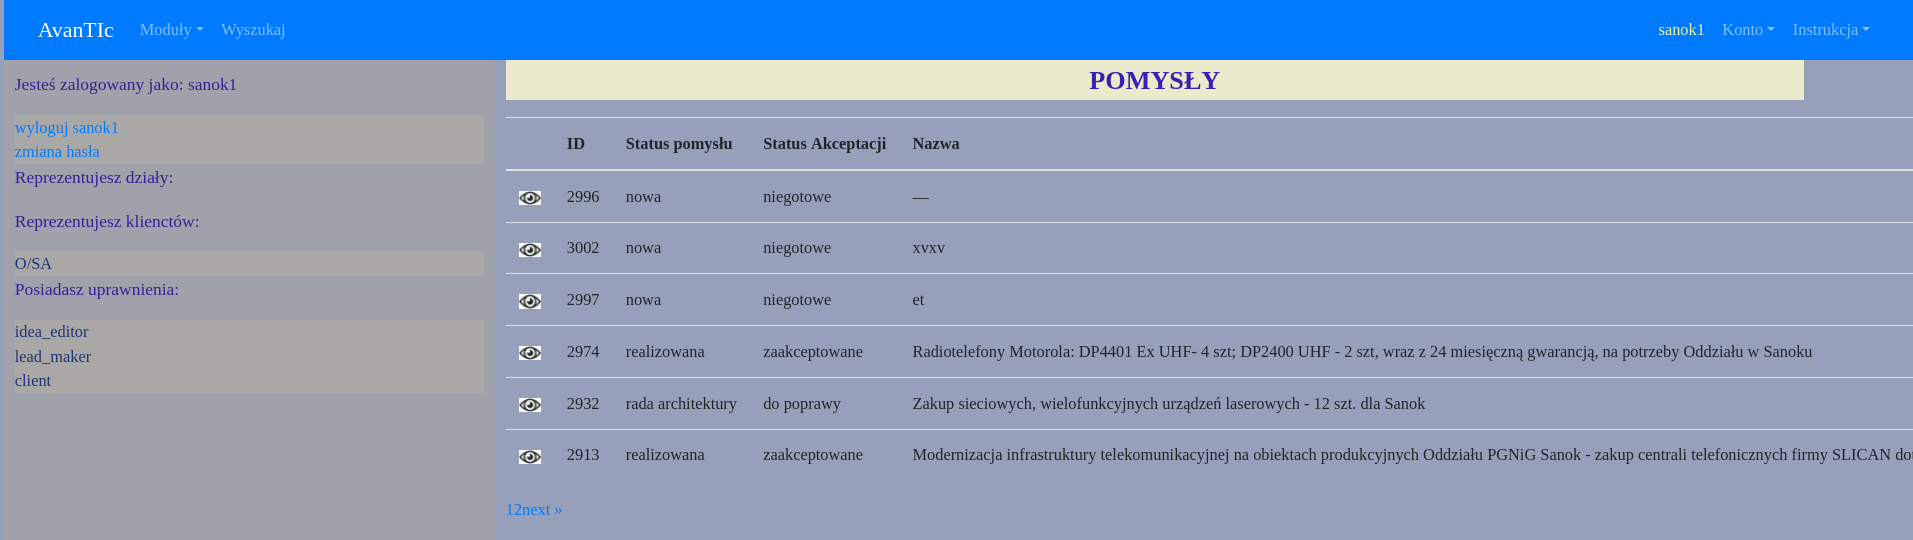 AvanTIc Moduły Wyszukaj sanok1 Konto Instrukcja
Jesteś zalogowany jako: sanok1
wyloguj sanok1
zmiana hasła
Reprezentujesz działy:
Reprezentujesz klienctów:
O/SA
Posiadasz uprawnienia:
idea_editor
lead_maker
client
POMYSŁY
ID Status pomysłu Status Akceptacji Nazwa
2996 nowa niegotowe —
3002 nowa niegotowe xvxv
2997 nowa niegotowe et
2974 realizowana zaakceptowane Radiotelefony Motorola: DP4401 Ex UHF- 4 szt; DP2400 UHF - 2 szt, wraz z 24 miesięczną gwarancją, na potrzeby Oddziału w Sanoku
2932 rada architektury do poprawy Zakup sieciowych, wielofunkcyjnych urządzeń laserowych - 12 szt. dla Sanok
2913 realizowana zaakceptowane Modernizacja infrastruktury telekomunikacyjnej na obiektach produkcyjnych Oddziału PGNiG Sanok - zakup centrali telefonicznych firmy SLICAN
12next »